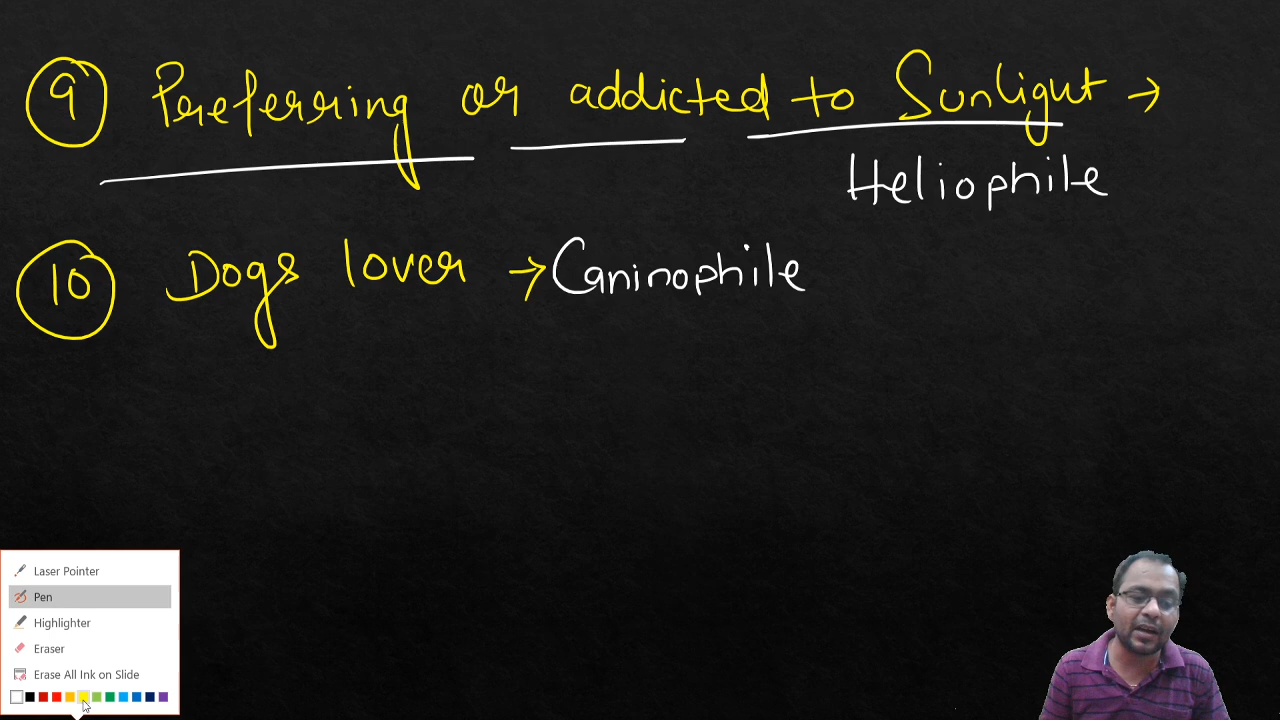 9 Preferring or addicted to Sunlight →
Heliophile
10 Dogs lover → Caninophile
Laser Pointer
Pen
Highlighter
Eraser
Erase All Ink on Slide